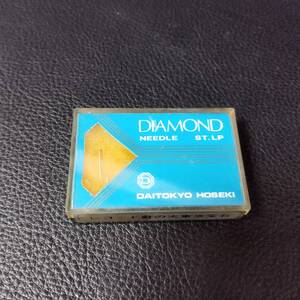 DIAMOND
NEEDLE ST. LP
DAITOKYO HOSEKI